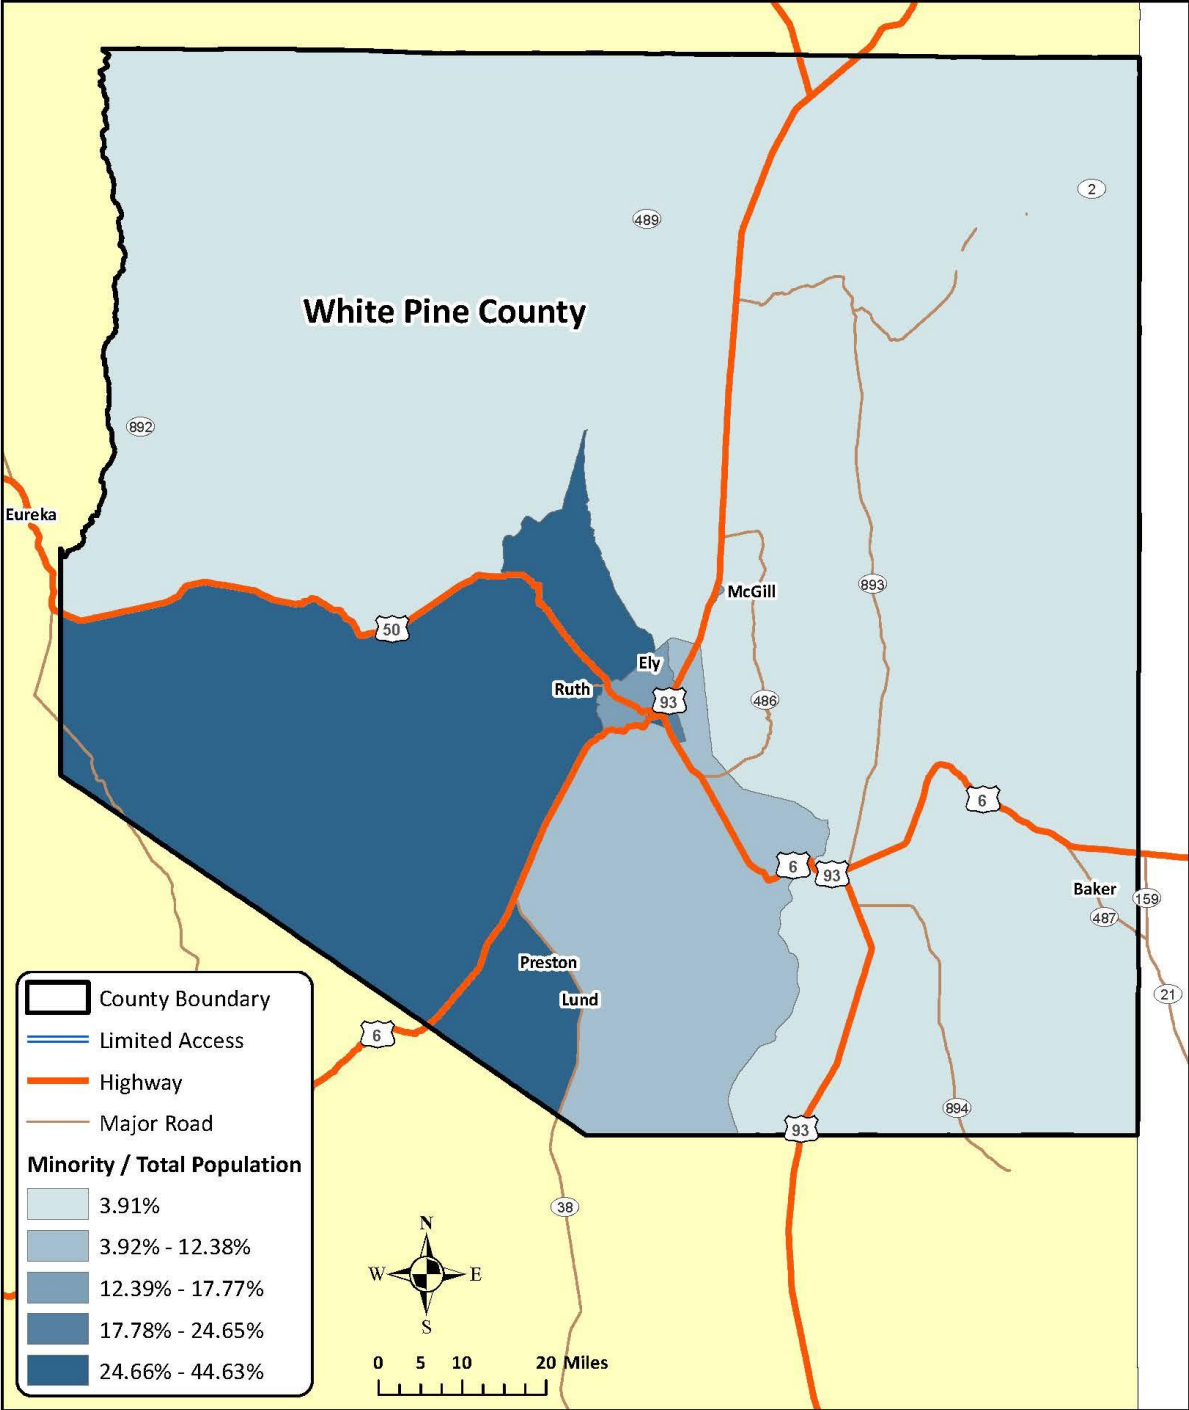 2
489
White Pine County
892
Eureka
McGill
893
50
Ely
Ruth
93
486
6
6
93
Baker
159
487
Preston
Lund
21
6
894
93
38
County Boundary
Limited Access
Highway
Major Road
Minority / Total Population
3.91%
3.92% - 12.38%
12.39% - 17.77%
17.78% - 24.65%
24.66% - 44.63%
N
W E
S
0 5 10 20 Miles